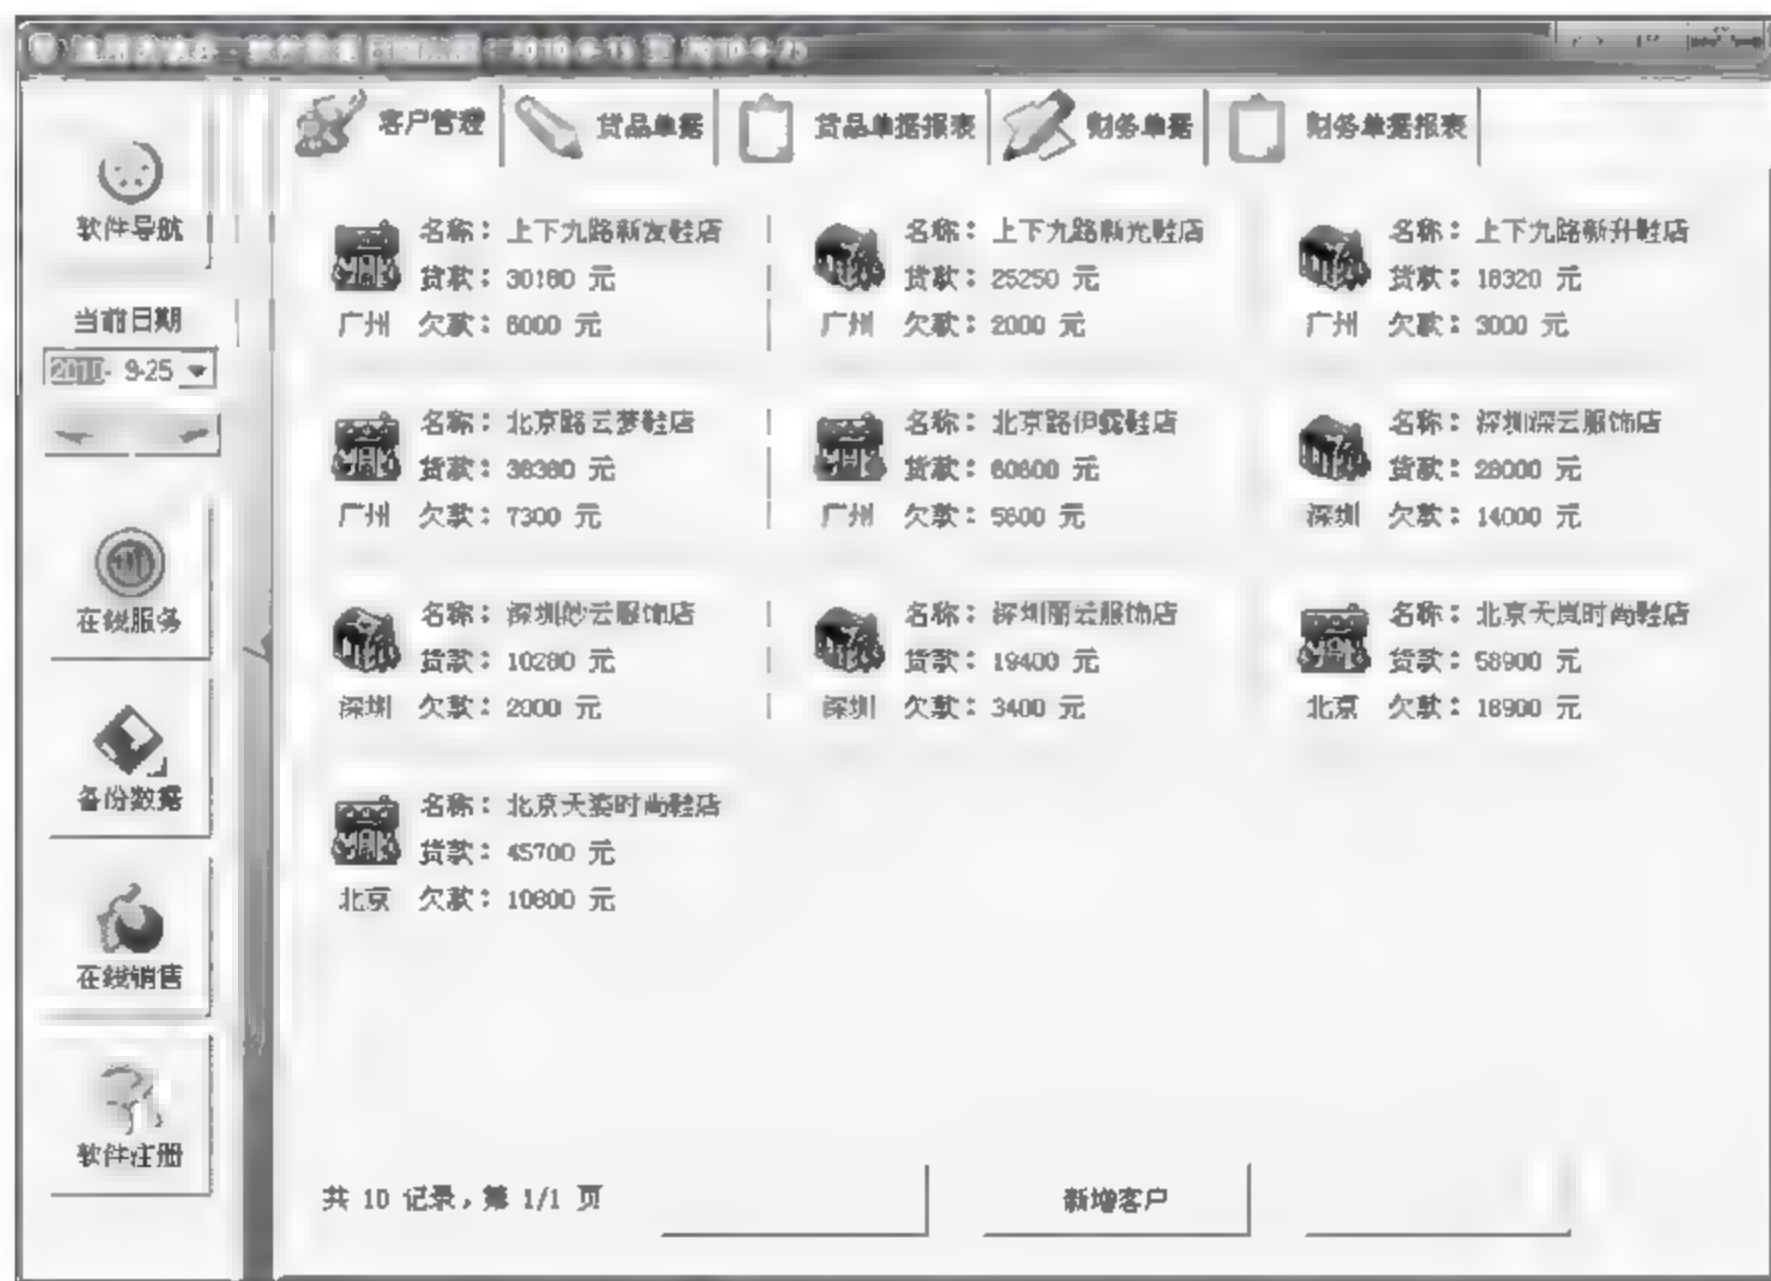 客户管理 货品单据 货品单据报表 财务单据 财务单据报表
软件导航
当前日期
2010- 9-25
在线服务
备份数据
在线销售
软件注册
名称：上下九路新发鞋店
货款：30180 元
广州 欠款：6000 元
名称：上下九路新光鞋店
货款：25250 元
广州 欠款：2000 元
名称：上下九路新升鞋店
货款：18320 元
广州 欠款：3000 元
名称：北京路云梦鞋店
货款：元
广州 欠款：7300 元
名称：北京路伊露鞋店
货款：60600 元
广州 欠款：5600 元
名称：深圳深云服饰店
货款：28000 元
深圳 欠款：14000 元
名称：深圳妙云服饰店
货款：10280 元
深圳 欠款：2000 元
名称：深圳丽云服饰店
货款：19400 元
深圳 欠款：3400 元
名称：北京天岚时尚鞋店
货款：58900 元
北京 欠款：18900 元
名称：北京天姿时尚鞋店
货款：45700 元
北京 欠款：10800 元
共 10 记录，第 1/1 页
新增客户